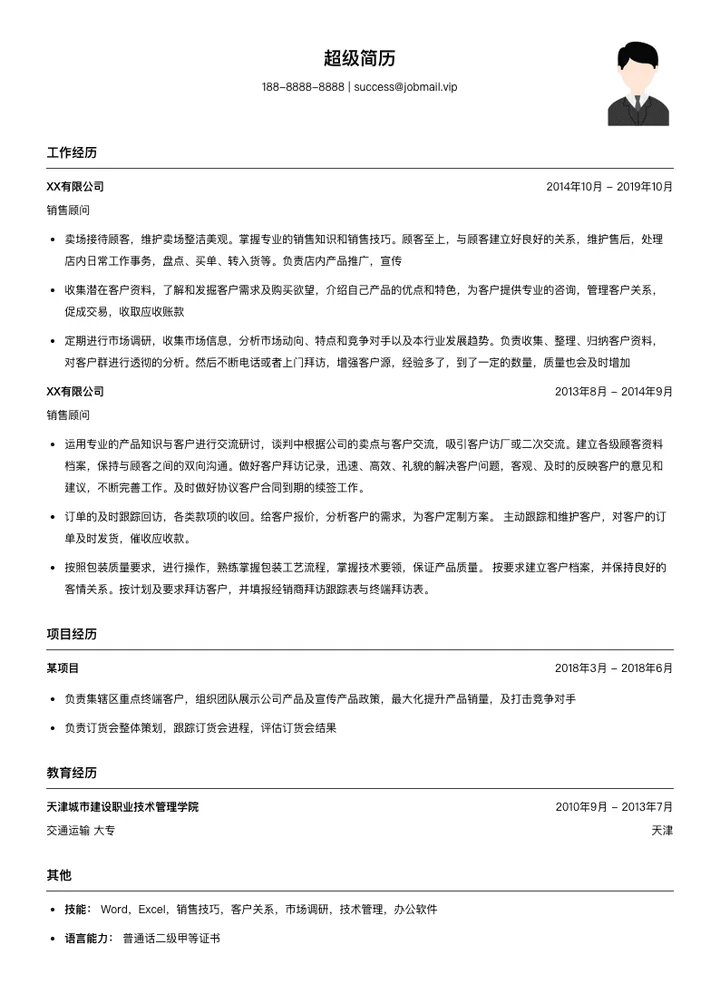 超级简历
188-8888-8888 | success@jobmail.vip
工作经历
XX有限公司 2014年10月 – 2019年10月
销售顾问
• 卖场接待顾客，维护卖场整洁美观。掌握专业的销售知识和销售技巧。顾客至上，与顾客建立好良好的关系，维护售后，处理
店内日常工作事务，盘点、买单、转入货等。负责店内产品推广，宣传
• 收集潜在客户资料，了解和发掘客户需求及购买欲望，介绍自己产品的优点和特色，为客户提供专业的咨询，管理客户关系，
促成交易，收取应收账款
• 定期进行市场调研，收集市场信息，分析市场动向、特点和竞争对手以及本行业发展趋势。负责收集、整理、归纳客户资料，
对客户群进行透彻的分析。然后不断电话或者上门拜访，增强客户源，经验多了，到了一定的数量，质量也会及时增加
XX有限公司 2013年8月 – 2014年9月
销售顾问
• 运用专业的产品知识与客户进行交流研讨，谈判中根据公司的卖点与客户交流，吸引客户访厂或二次交流。建立各级顾客资料
档案，保持与顾客之间的双向沟通。做好客户拜访记录，迅速、高效、礼貌的解决客户问题，客观、及时的反映客户的意见和
建议，不断完善工作。及时做好协议客户合同到期的续签工作。
• 订单的及时跟踪回访，各类款项的收回。给客户报价，分析客户的需求，为客户定制方案。 主动跟踪和维护客户，对客户的订
单及时发货，催收应收款。
• 按照包装质量要求，进行操作，熟练掌握包装工艺流程，掌握技术要领，保证产品质量。 按要求建立客户档案，并保持良好的
客情关系。按计划及要求拜访客户，并填报经销商拜访跟踪表与终端拜访表。
项目经历
某项目 2018年3月 – 2018年6月
• 负责集辖区重点终端客户，组织团队展示公司产品及宣传产品政策，最大化提升产品销量，及打击竞争对手
• 负责订货会整体策划，跟踪订货会进程，评估订货会结果
教育经历
天津城市建设职业技术管理学院 2010年9月 – 2013年7月
交通运输 大专 天津
其他
• 技能： Word，Excel，销售技巧，客户关系，市场调研，技术管理，办公软件
• 语言能力： 普通话二级甲等证书